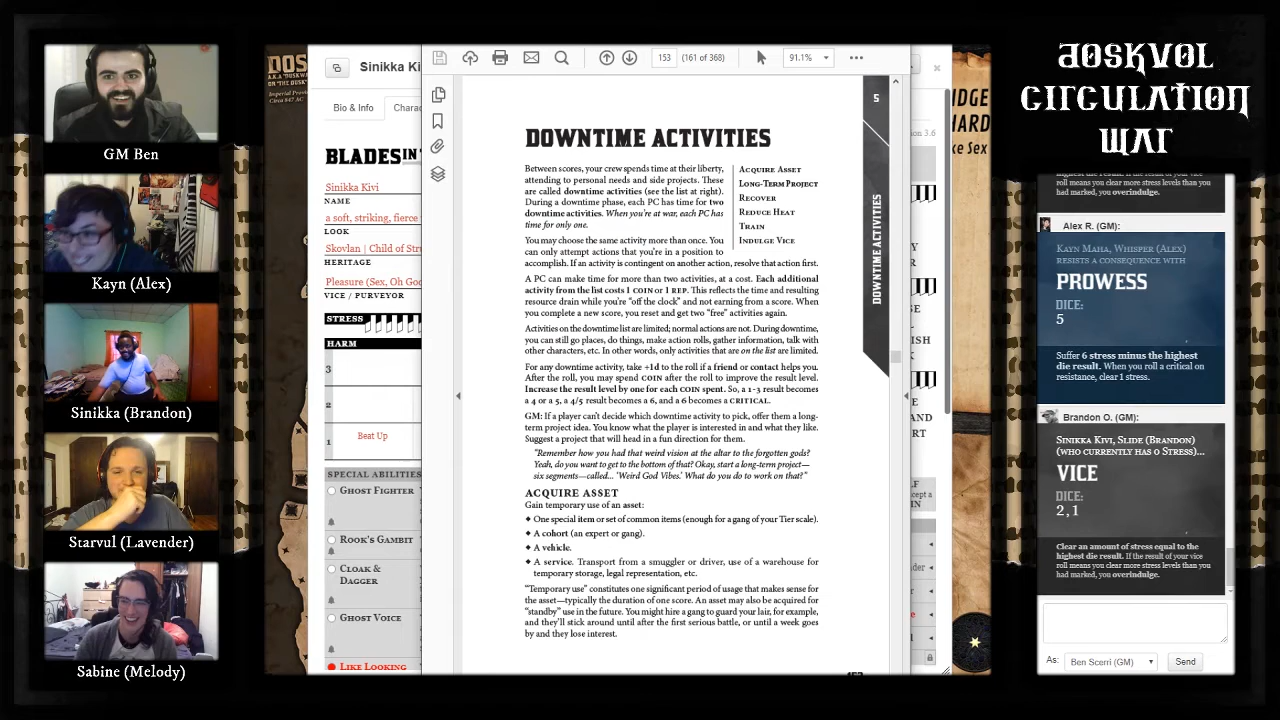 GM Ben
Kayn (Alex)
Sinikka (Brandon)
Starvul (Lavender)
Sabine (Melody)
DOS
Circa 847
Sinikka Ki
Bio & Info
Charac
BLADES IN
Sinikka Kivi
NAME
a soft, striking, fierce
LOOK
Skovlan | Child of Stru
HERITAGE
Pleasure (Sex, Oh Goo
VICE / PURVEYOR
STRESS
HARM
3
2
1
Beat Up
SPECIAL ABILITIES
GHOST FIGHTER
ROOK'S GAMBIT
CLOAK &
DAGGER
GHOST VOICE
LIKE LOOKING
153
(161 of 368)
91.1%
5
DOWNTIME ACTIVITIES
DOWNTIME ACTIVITIES
Between scores, your crew spends time at their liberty,
attending to personal needs and side projects. These
are called downtime activities (see the list at right).
During a downtime phase, each PC has time for two
downtime activities. When you're at war, each PC has
time for only one.
ACQUIRE ASSET
LONG-TERM PROJECT
RECOVER
REDUCE HEAT
TRAIN
INDULGE VICE
You may choose the same activity more than once. You
can only attempt actions that you're in a position to
accomplish. If an activity is contingent on another action, resolve that action first.
A PC can make time for more than two activities, at a cost. Each additional
activity from the list costs 1 COIN or 1 REP. This reflects the time and resulting
resource drain while you're "off the clock" and not earning from a score. When
you complete a new score, you reset and get two "free" activities again.
Activities on the downtime list are limited; normal actions are not. During downtime,
you can still go places, do things, make action rolls, gather information, talk with
other characters, etc. In other words, only activities that are on the list are limited.
For any downtime activity, take +1d to the roll if a friend or contact helps you.
After the roll, you may spend COIN after the roll to improve the result level.
Increase the result level by one for each COIN spent. So, a 1-3 result becomes
a 4 or a 5, a 4/5 result becomes a 6, and a 6 becomes a CRITICAL.
GM: If a player can't decide which downtime activity to pick, offer them a long-
term project idea. You know what the player is interested in and what they like.
Suggest a project that will head in a fun direction for them.
"Remember how you had that weird vision at the altar to the forgotten gods?
Yeah, do you want to get to the bottom of that? Okay, start a long-term project—
six segments—called... 'Weird God Vibes.' What do you do to work on that?"
ACQUIRE ASSET
Gain temporary use of an asset:
◆ One special item or set of common items (enough for a gang of your Tier scale).
◆ A cohort (an expert or gang).
◆ A vehicle.
◆ A service. Transport from a smuggler or driver, use of a warehouse for
temporary storage, legal representation, etc.
"Temporary use" constitutes one significant period of usage that makes sense for
the asset—typically the duration of one score. An asset may also be acquired for
"standby" use in the future. You might hire a gang to guard your lair, for example,
and they'll stick around until after the first serious battle, or until a week goes
by and they lose interest.
DOSKVOL
CIRCULATION
WAR
roll means you clear more stress levels than you
had marked, you overindulge.
Alex R. (GM):
KAYN MAHA, WHISPER (ALEX)
RESISTS A CONSEQUENCE WITH
PROWESS
DICE:
5
Suffer 6 stress minus the highest
die result. When you roll a critical on
resistance, clear 1 stress.
Brandon O. (GM):
SINIKKA KIVI, SLIDE (BRANDON)
(WHO CURRENTLY HAS 0 STRESS)...
VICE
DICE:
2, 1
Clear an amount of stress equal to the
highest die result. If the result of your vice
roll means you clear more stress levels than you
had marked, you overindulge.
As:
Ben Scerri (GM)
Send